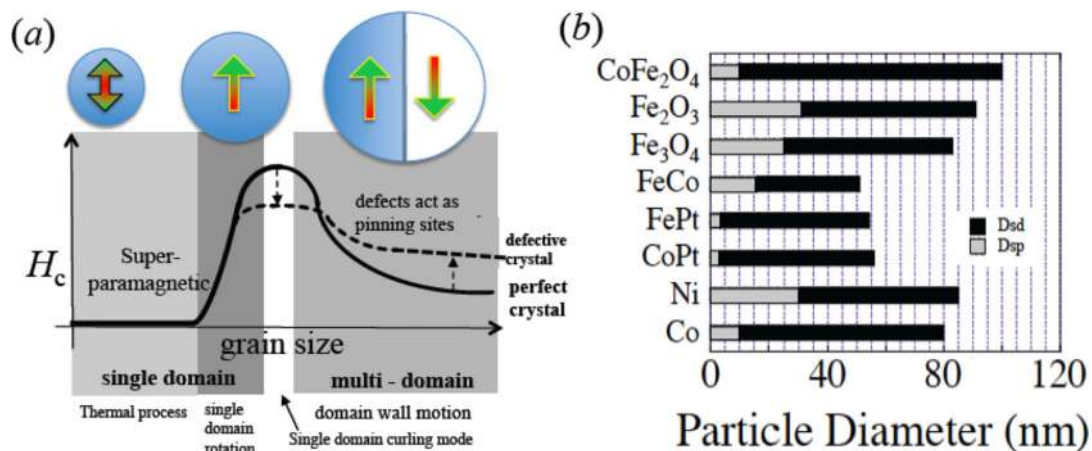 (a)
H_c
Super-
paramagnetic
defects act as
pinning sites
defective
crystal
perfect
crystal
grain size
single domain
multi - domain
Thermal process
single
domain
rotation
domain wall motion
Single domain curling mode
(b)
CoFe₂O₄
Fe₂O₃
Fe₃O₄
FeCo
FePt
CoPt
Ni
Co
Dsd
Dsp
0 40 80 120
Particle Diameter (nm)